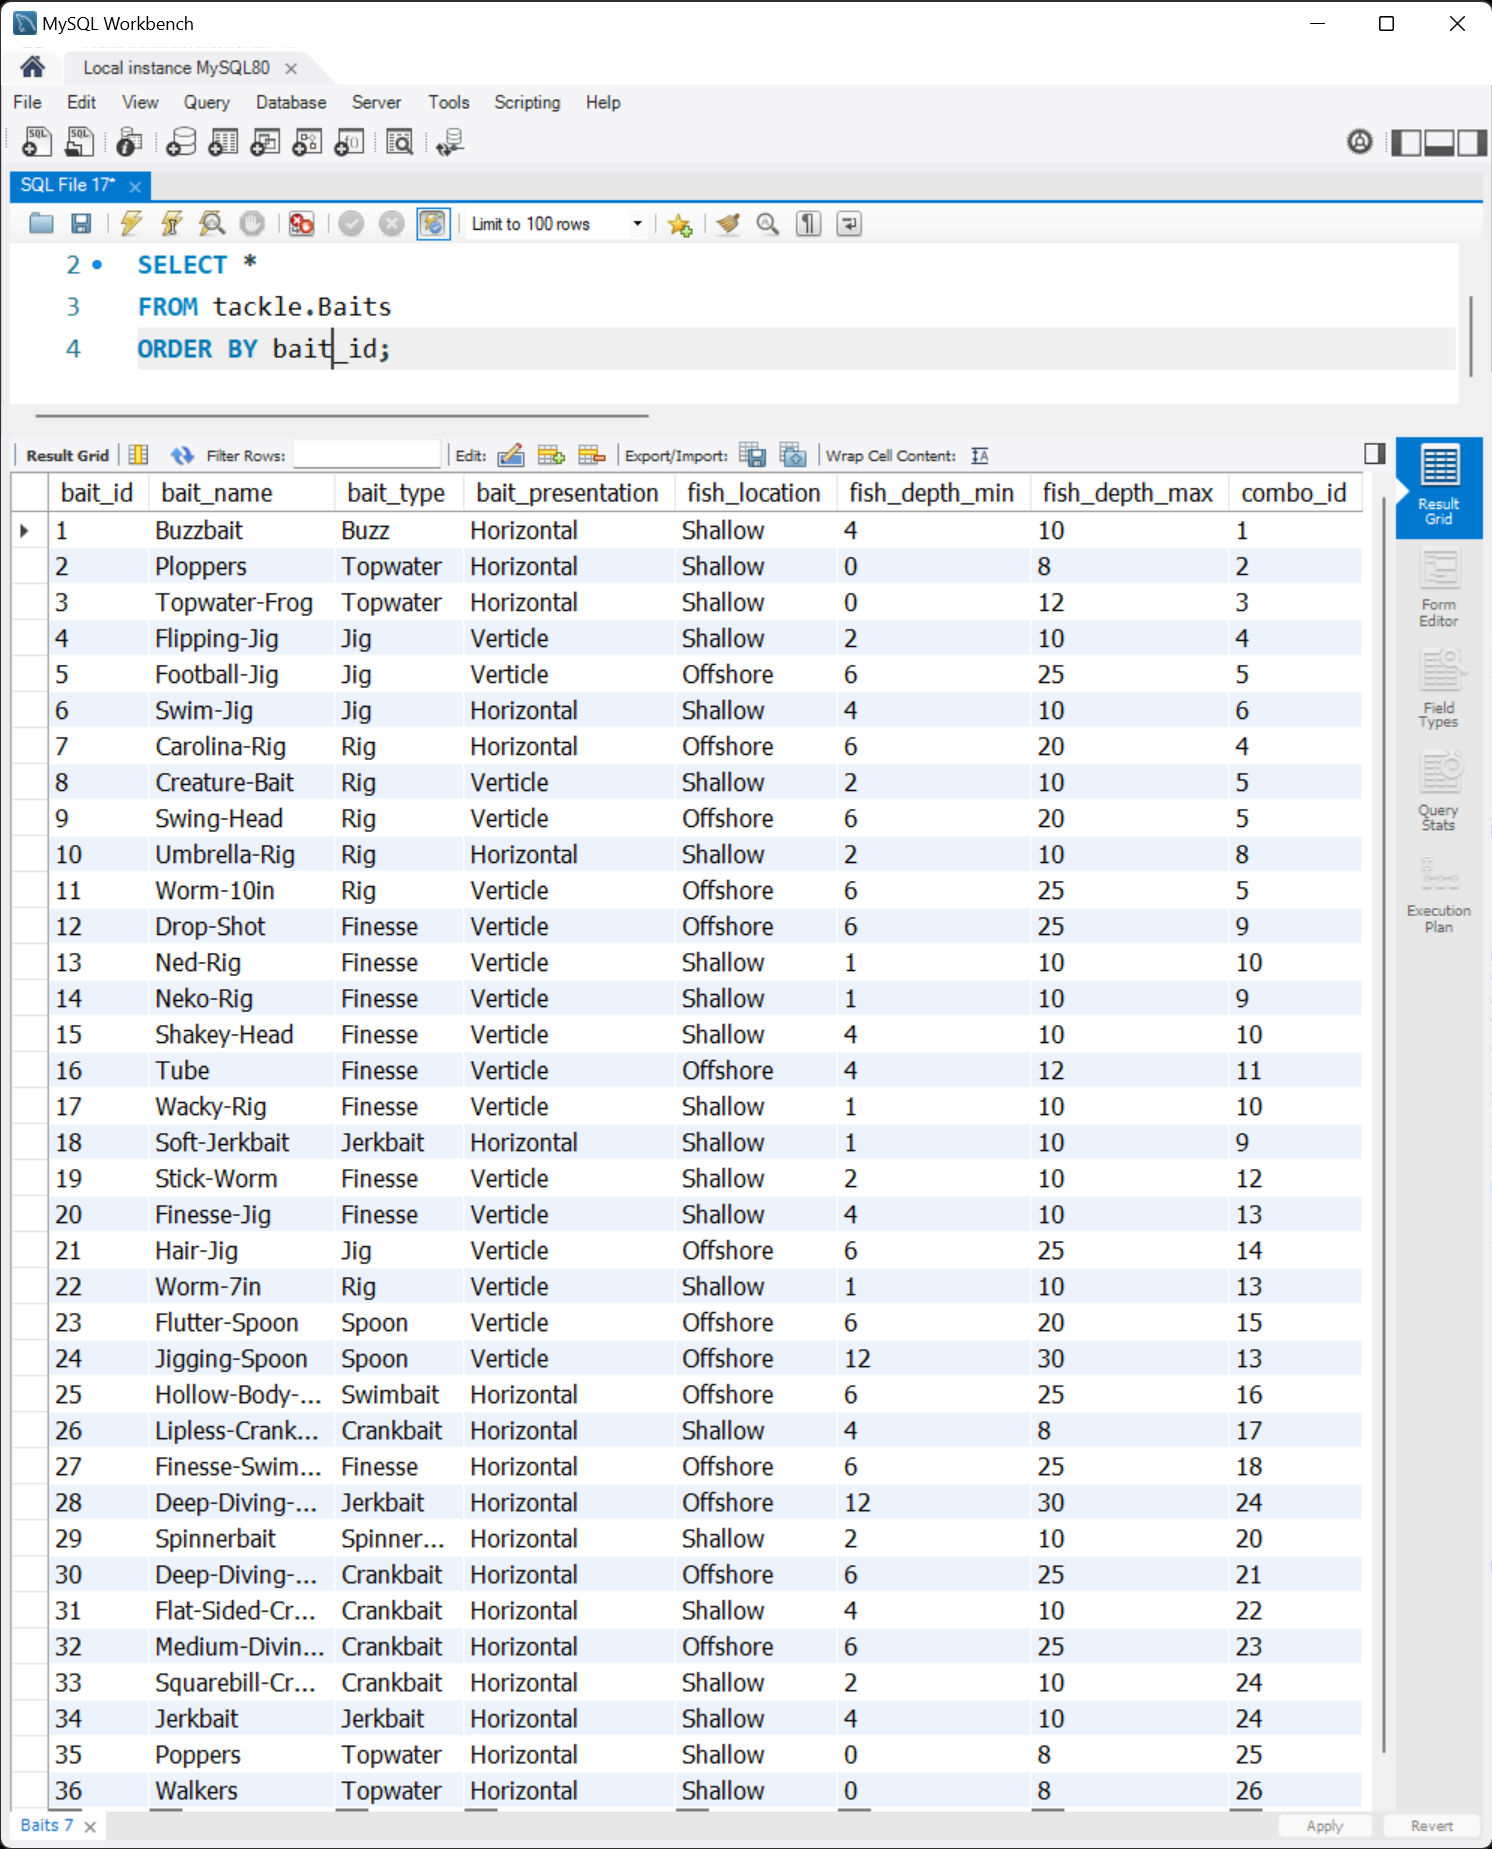 MySQL Workbench
Local instance MySQL80
File Edit View Query Database Server Tools Scripting Help
SQL File 17*
Limit to 100 rows
2 SELECT *
3 FROM tackle.Baits
4 ORDER BY bait_id;
Result Grid Filter Rows: Edit: Export/Import: Wrap Cell Content:
bait_id bait_name bait_type bait_presentation fish_location fish_depth_min fish_depth_max combo_id
1 Buzzbait Buzz Horizontal Shallow 4 10 1
2 Ploppers Topwater Horizontal Shallow 0 8 2
3 Topwater-Frog Topwater Horizontal Shallow 0 12 3
4 Flipping-Jig Jig Verticle Shallow 2 10 4
5 Football-Jig Jig Verticle Offshore 6 25 5
6 Swim-Jig Jig Horizontal Shallow 4 10 6
7 Carolina-Rig Rig Horizontal Offshore 6 20 4
8 Creature-Bait Rig Verticle Shallow 2 10 5
9 Swing-Head Rig Verticle Offshore 6 20 5
10 Umbrella-Rig Rig Horizontal Shallow 2 10 8
11 Worm-10in Rig Verticle Offshore 6 25 5
12 Drop-Shot Finesse Verticle Offshore 6 25 9
13 Ned-Rig Finesse Verticle Shallow 1 10 10
14 Neko-Rig Finesse Verticle Shallow 1 10 9
15 Shakey-Head Finesse Verticle Shallow 4 10 10
16 Tube Finesse Verticle Offshore 4 12 11
17 Wacky-Rig Finesse Verticle Shallow 1 10 10
18 Soft-Jerkbait Jerkbait Horizontal Shallow 1 10 9
19 Stick-Worm Finesse Verticle Shallow 2 10 12
20 Finesse-Jig Finesse Verticle Shallow 4 10 13
21 Hair-Jig Jig Verticle Offshore 6 25 14
22 Worm-7in Rig Verticle Shallow 1 10 13
23 Flutter-Spoon Spoon Verticle Offshore 6 20 15
24 Jigging-Spoon Spoon Verticle Offshore 12 30 13
25 Hollow-Body-... Swimbait Horizontal Offshore 6 25 16
26 Lipless-Crank... Crankbait Horizontal Shallow 4 8 17
27 Finesse-Swim... Finesse Horizontal Offshore 6 25 18
28 Deep-Diving-... Jerkbait Horizontal Offshore 12 30 24
29 Spinnerbait Spinner... Horizontal Shallow 2 10 20
30 Deep-Diving-... Crankbait Horizontal Offshore 6 25 21
31 Flat-Sided-Cr... Crankbait Horizontal Shallow 4 10 22
32 Medium-Divin... Crankbait Horizontal Offshore 6 25 23
33 Squarebill-Cr... Crankbait Horizontal Shallow 2 10 24
34 Jerkbait Jerkbait Horizontal Shallow 4 10 24
35 Poppers Topwater Horizontal Shallow 0 8 25
36 Walkers Topwater Horizontal Shallow 0 8 26
Result
Grid
Form
Editor
Field
Types
Query
Stats
Execution
Plan
Baits 7
Apply Revert